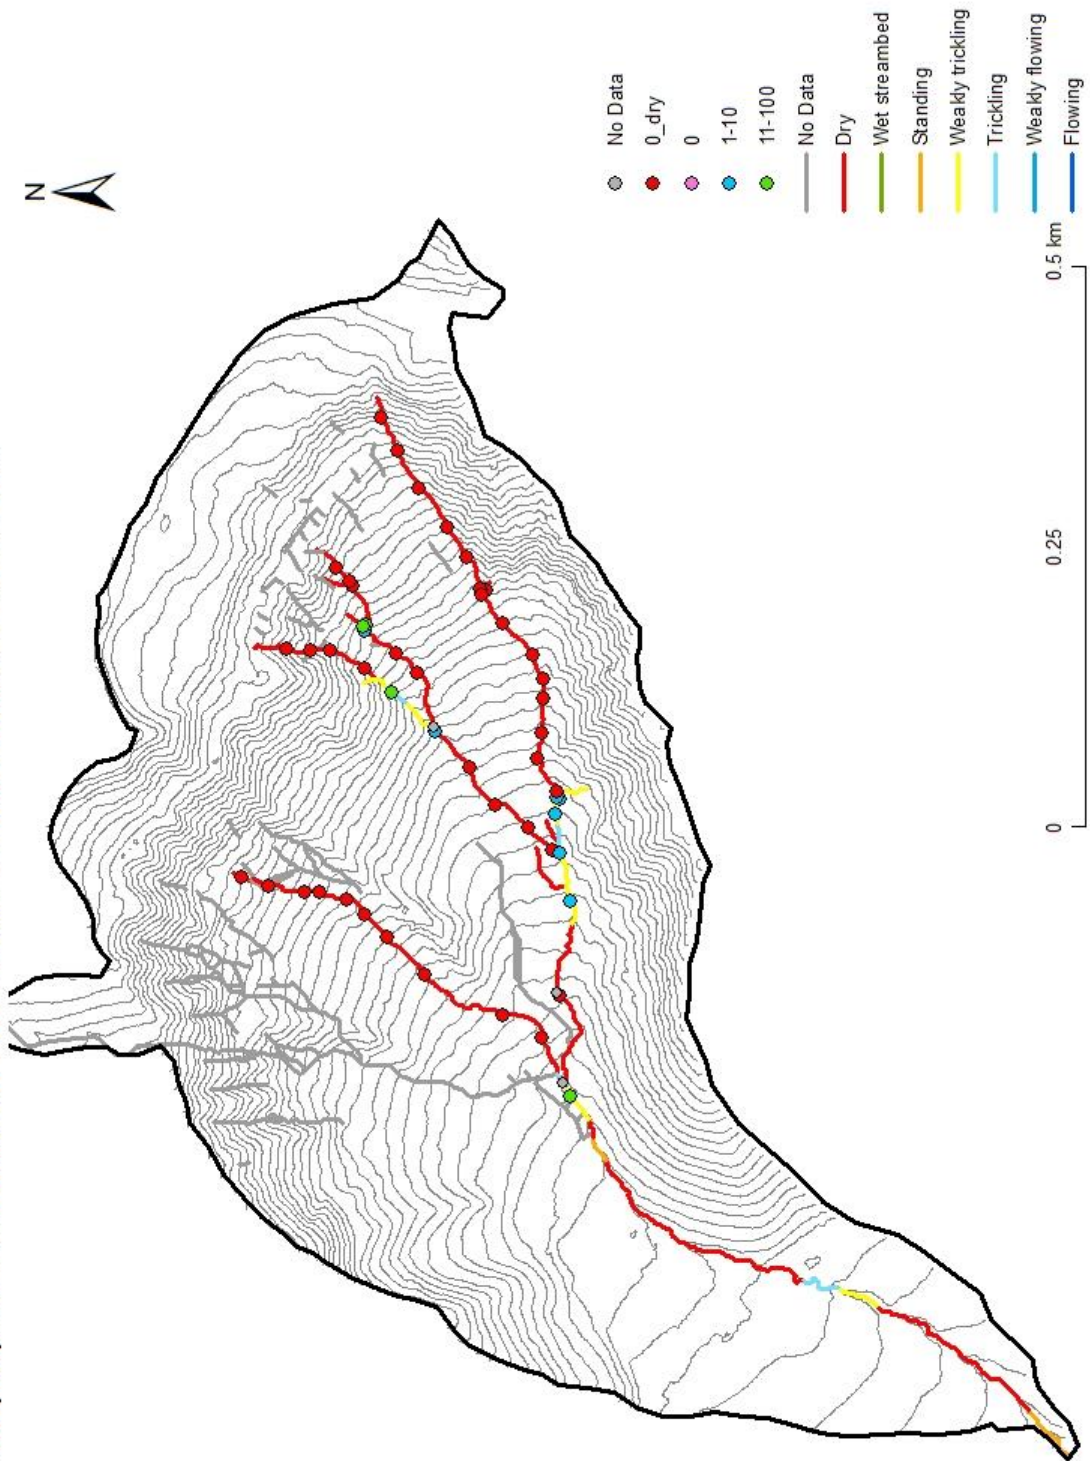 N
No Data
0_dry
0
1-10
11-100
No Data
Dry
Wet streambed
Standing
Weakly trickling
Trickling
Weakly flowing
Flowing
0
0.25
0.5 km